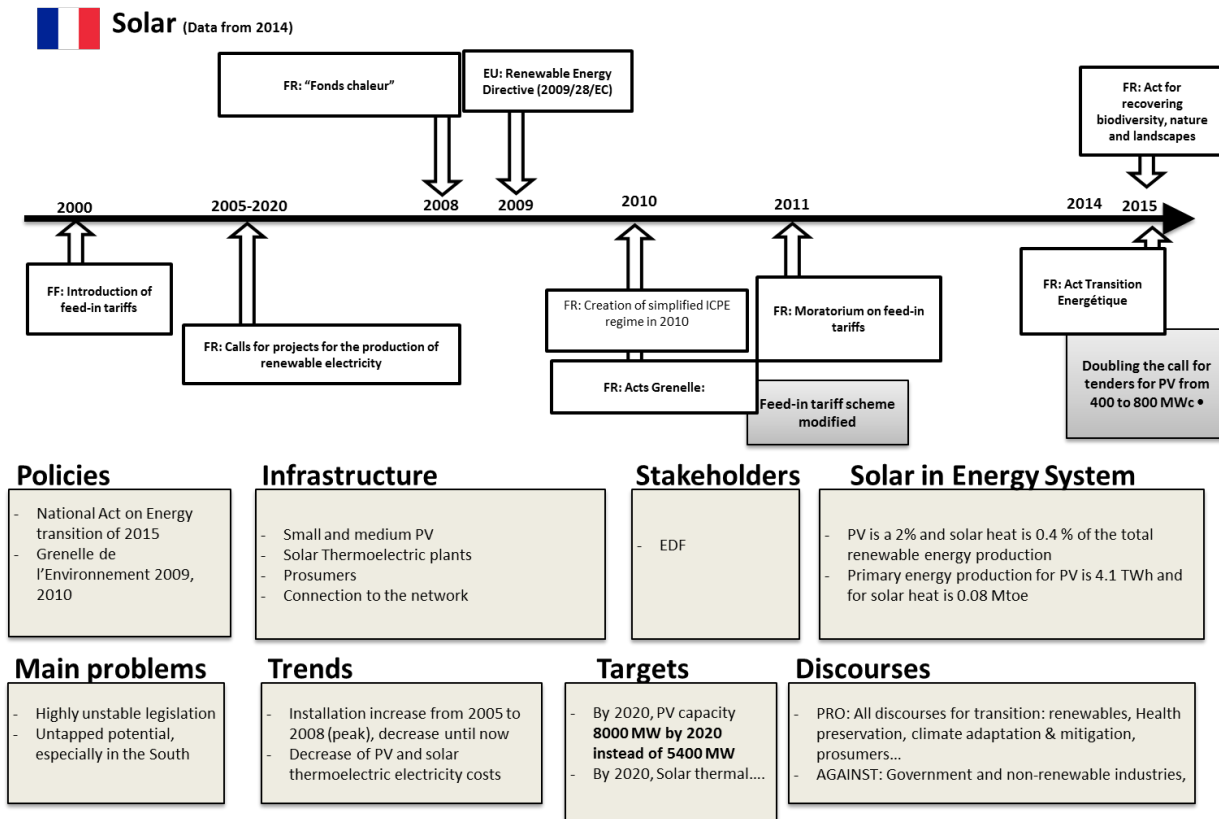 Solar (Data from 2014)
FR: “Fonds chaleur”
EU: Renewable Energy
Directive (2009/28/EC)
FR: Act for
recovering
biodiversity, nature
and landscapes
2000
2005-2020
2008
2009
2010
2011
2014
2015
FF: Introduction of
feed-in tariffs
FR: Calls for projects for the production of
renewable electricity
FR: Creation of simplified ICPE
regime in 2010
FR: Acts Grenelle:
FR: Moratorium on feed-in
tariffs
Feed-in tariff scheme
modified
FR: Act Transition
Energétique
Doubling the call for
tenders for PV from
400 to 800 MWc •
Policies
- National Act on Energy
transition of 2015
- Grenelle de
l’Environnement 2009,
2010
Infrastructure
- Small and medium PV
- Solar Thermoelectric plants
- Prosumers
- Connection to the network
Stakeholders
- EDF
Solar in Energy System
- PV is a 2% and solar heat is 0.4 % of the total
renewable energy production
- Primary energy production for PV is 4.1 TWh and
for solar heat is 0.08 Mtoe
Main problems
- Highly unstable legislation
- Untapped potential,
especially in the South
Trends
- Installation increase from 2005 to
2008 (peak), decrease until now
- Decrease of PV and solar
thermoelectric electricity costs
Targets
- By 2020, PV capacity
8000 MW by 2020
instead of 5400 MW
- By 2020, Solar thermal....
Discourses
- PRO: All discourses for transition: renewables, Health
preservation, climate adaptation & mitigation,
prosumers...
- AGAINST: Government and non-renewable industries,